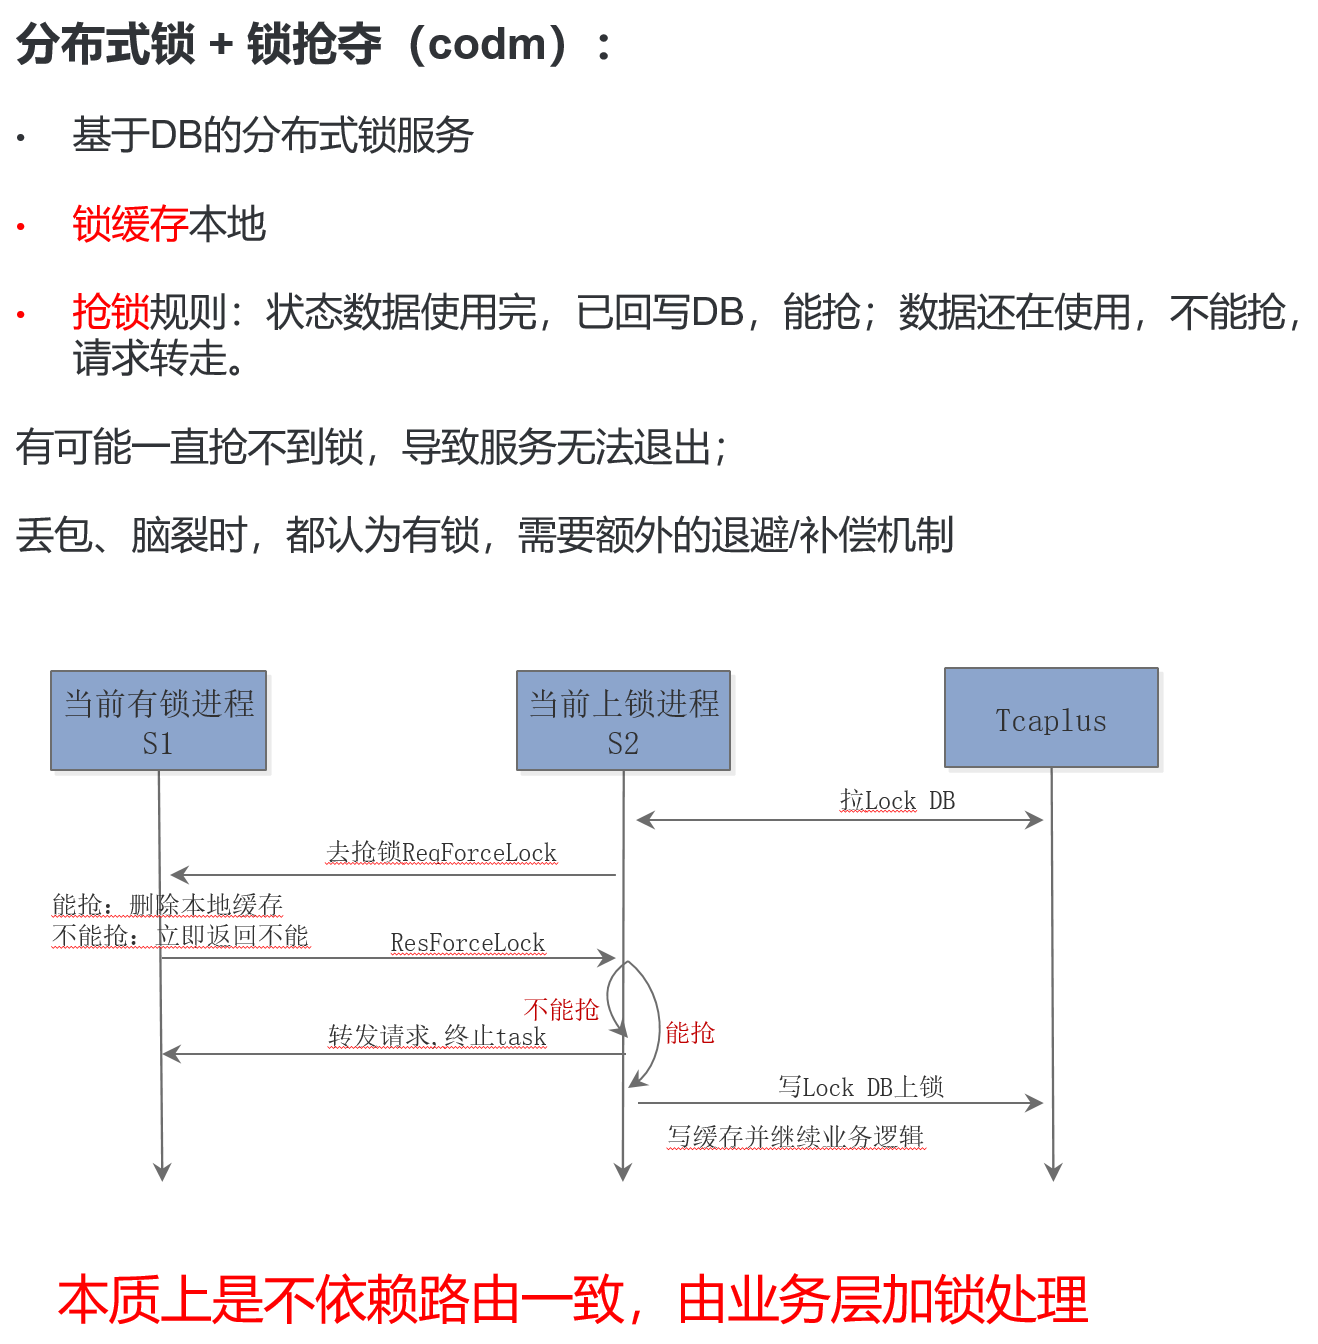 分布式锁 + 锁抢夺（codm）：
• 基于DB的分布式锁服务
• 锁缓存本地
• 抢锁规则：状态数据使用完，已回写DB，能抢；数据还在使用，不能抢，
请求转走。
有可能一直抢不到锁，导致服务无法退出；
丢包、脑裂时，都认为有锁，需要额外的退避/补偿机制
当前有锁进程
S1
当前上锁进程
S2
Tcaplus
拉Lock DB
去抢锁ReqForceLock
能抢：删除本地缓存
不能抢：立即返回不能
ResForceLock
不能抢
能抢
转发请求,终止task
写Lock DB上锁
写缓存并继续业务逻辑
本质上是不依赖路由一致，由业务层加锁处理